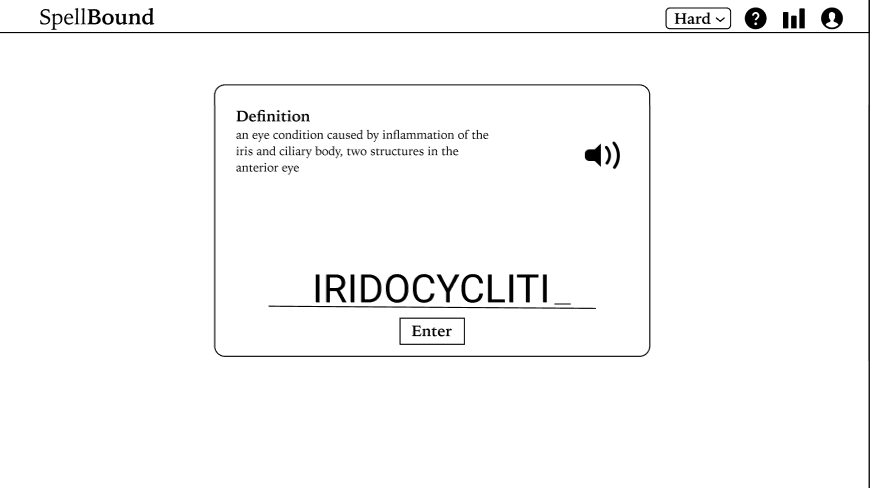 SpellBound
Hard
Definition
an eye condition caused by inflammation of the
iris and ciliary body, two structures in the
anterior eye
IRIDOCYCLITI_
Enter